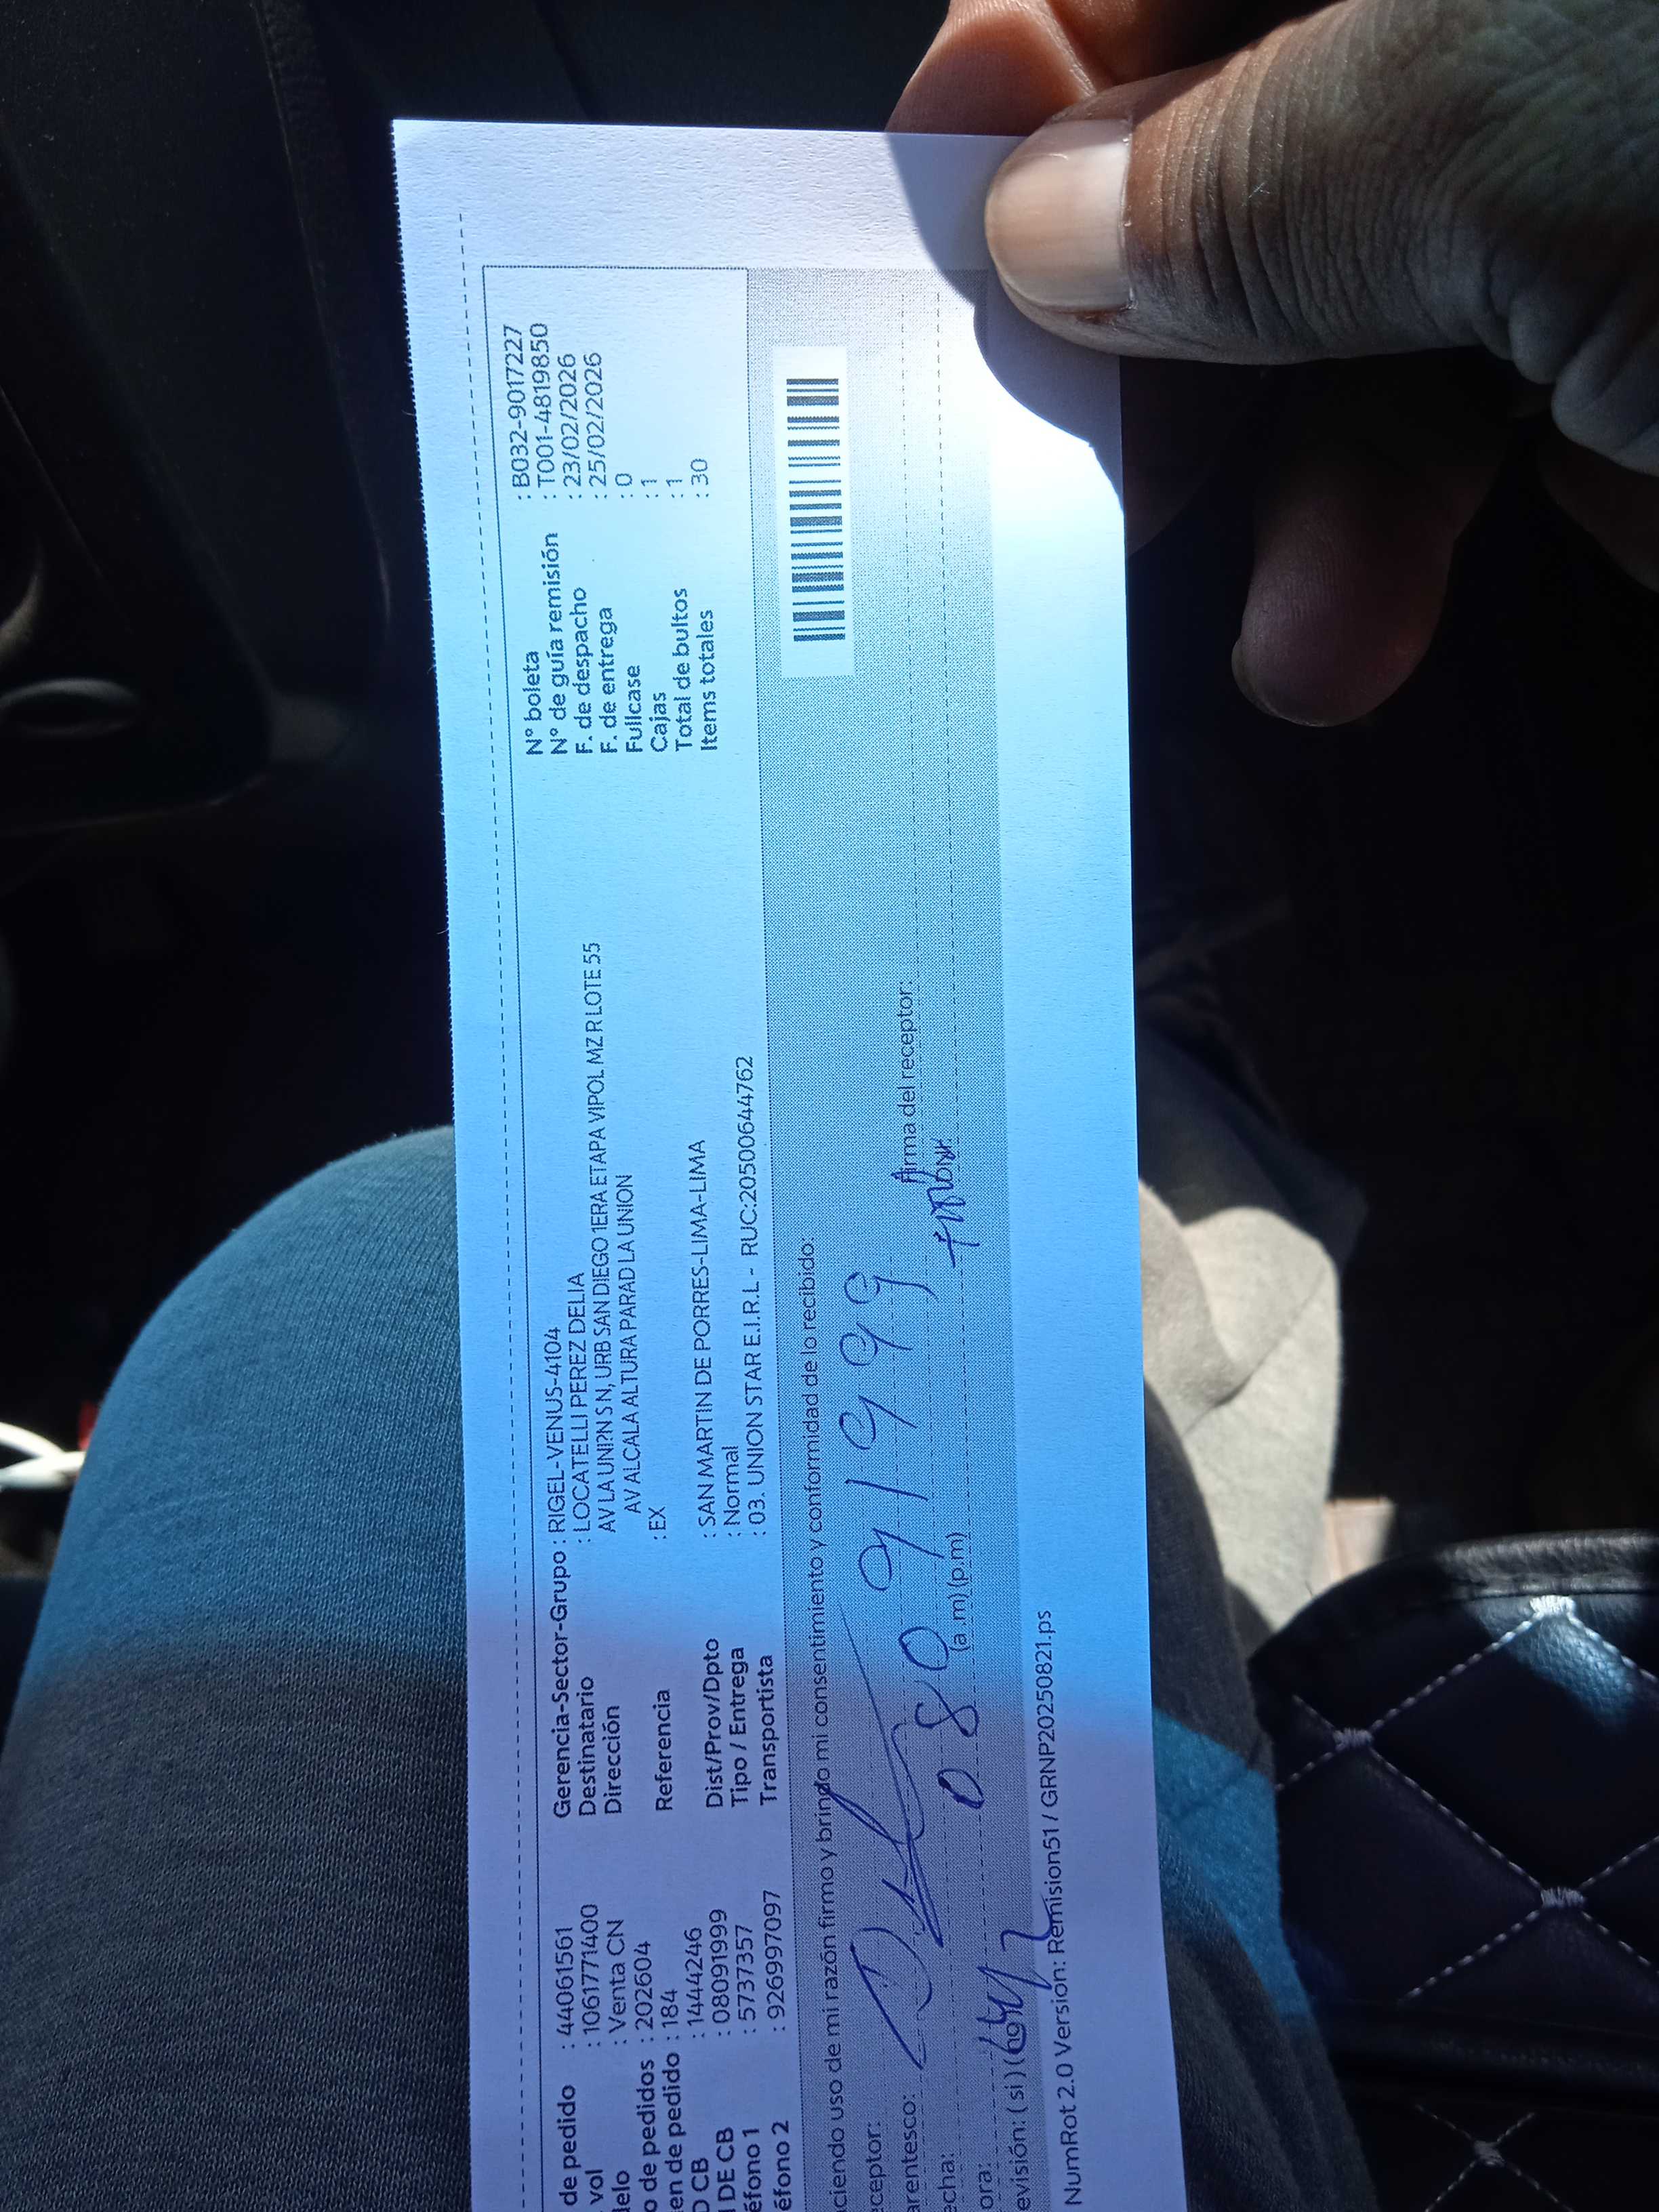 de pedido : 44061561
vol : 1061771400
delo : Venta CN
o de pedidos : 202604
en de pedido : 184
D CB : 1444246
I DE CB : 08091999
éfono 1 : 5737357
éfono 2 : 926997097
Gerencia-Sector-Grupo : RIGEL-VENUS-4104
Destinatario : LOCATELLI PEREZ DELIA
Dirección AV LA UNI?N S N, URB SAN DIEGO 1ERA ETAPA VIPOL MZ R LOTE 55
AV ALCALA ALTURA PARAD LA UNION
Referencia : EX
Dist/Prov/Dpto : SAN MARTIN DE PORRES-LIMA-LIMA
Tipo / Entrega : Normal
Transportista : 03. UNION STAR E.I.R.L - RUC:20500644762
N° boleta : B032-9017227
N° de guía remisión : T001-4819850
F. de despacho : 23/02/2026
F. de entrega : 25/02/2026
Fullcase : 0
Cajas : 1
Total de bultos : 1
Items totales : 30
ciendo uso de mi razón firmo y brindo mi consentimiento y conformidad de lo recibido:
eceptor:
arentesco: 08091999 Firma del receptor:
echa:
ora: (a.m) (p.m)
evisión: ( si ) ( no )
NumRot 2.0 Versión: Remision51 / GRNP20250821.ps